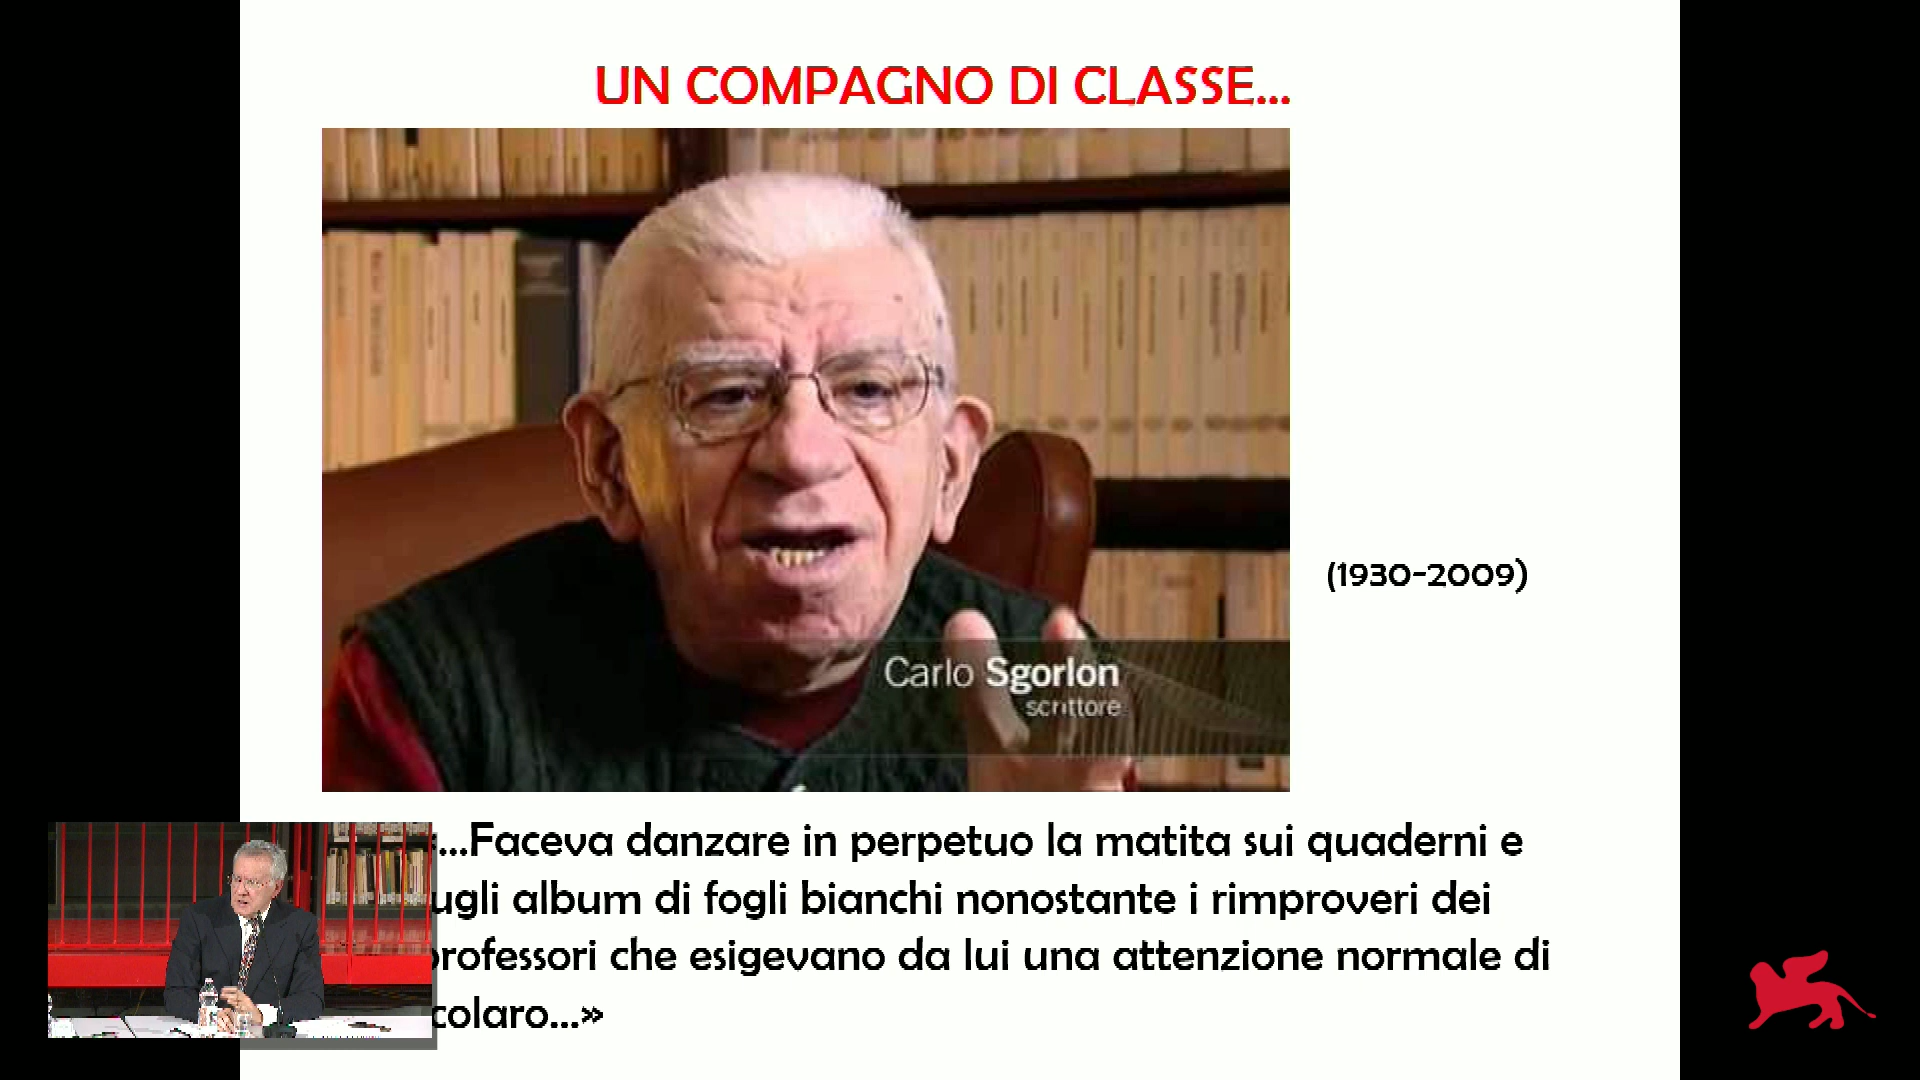 UN COMPAGNO DI CLASSE...
(1930-2009)
Carlo Sgorlon
scrittore
...Faceva danzare in perpetuo la matita sui quaderni e
ugli album di fogli bianchi nonostante i rimproveri dei
rofessori che esigevano da lui una attenzione normale di
colaro...»